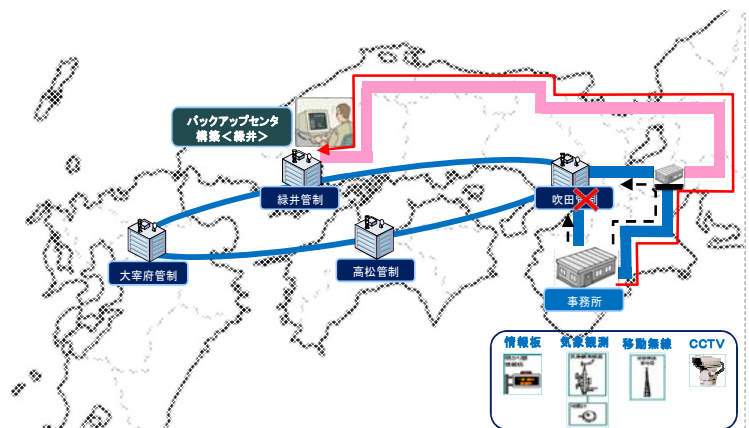 バックアップセンタ
構築＜緑井＞
緑井管制
吹田管制
大宰府管制
高松管制
事務所
情報板
気象観測
移動無線
CCTV